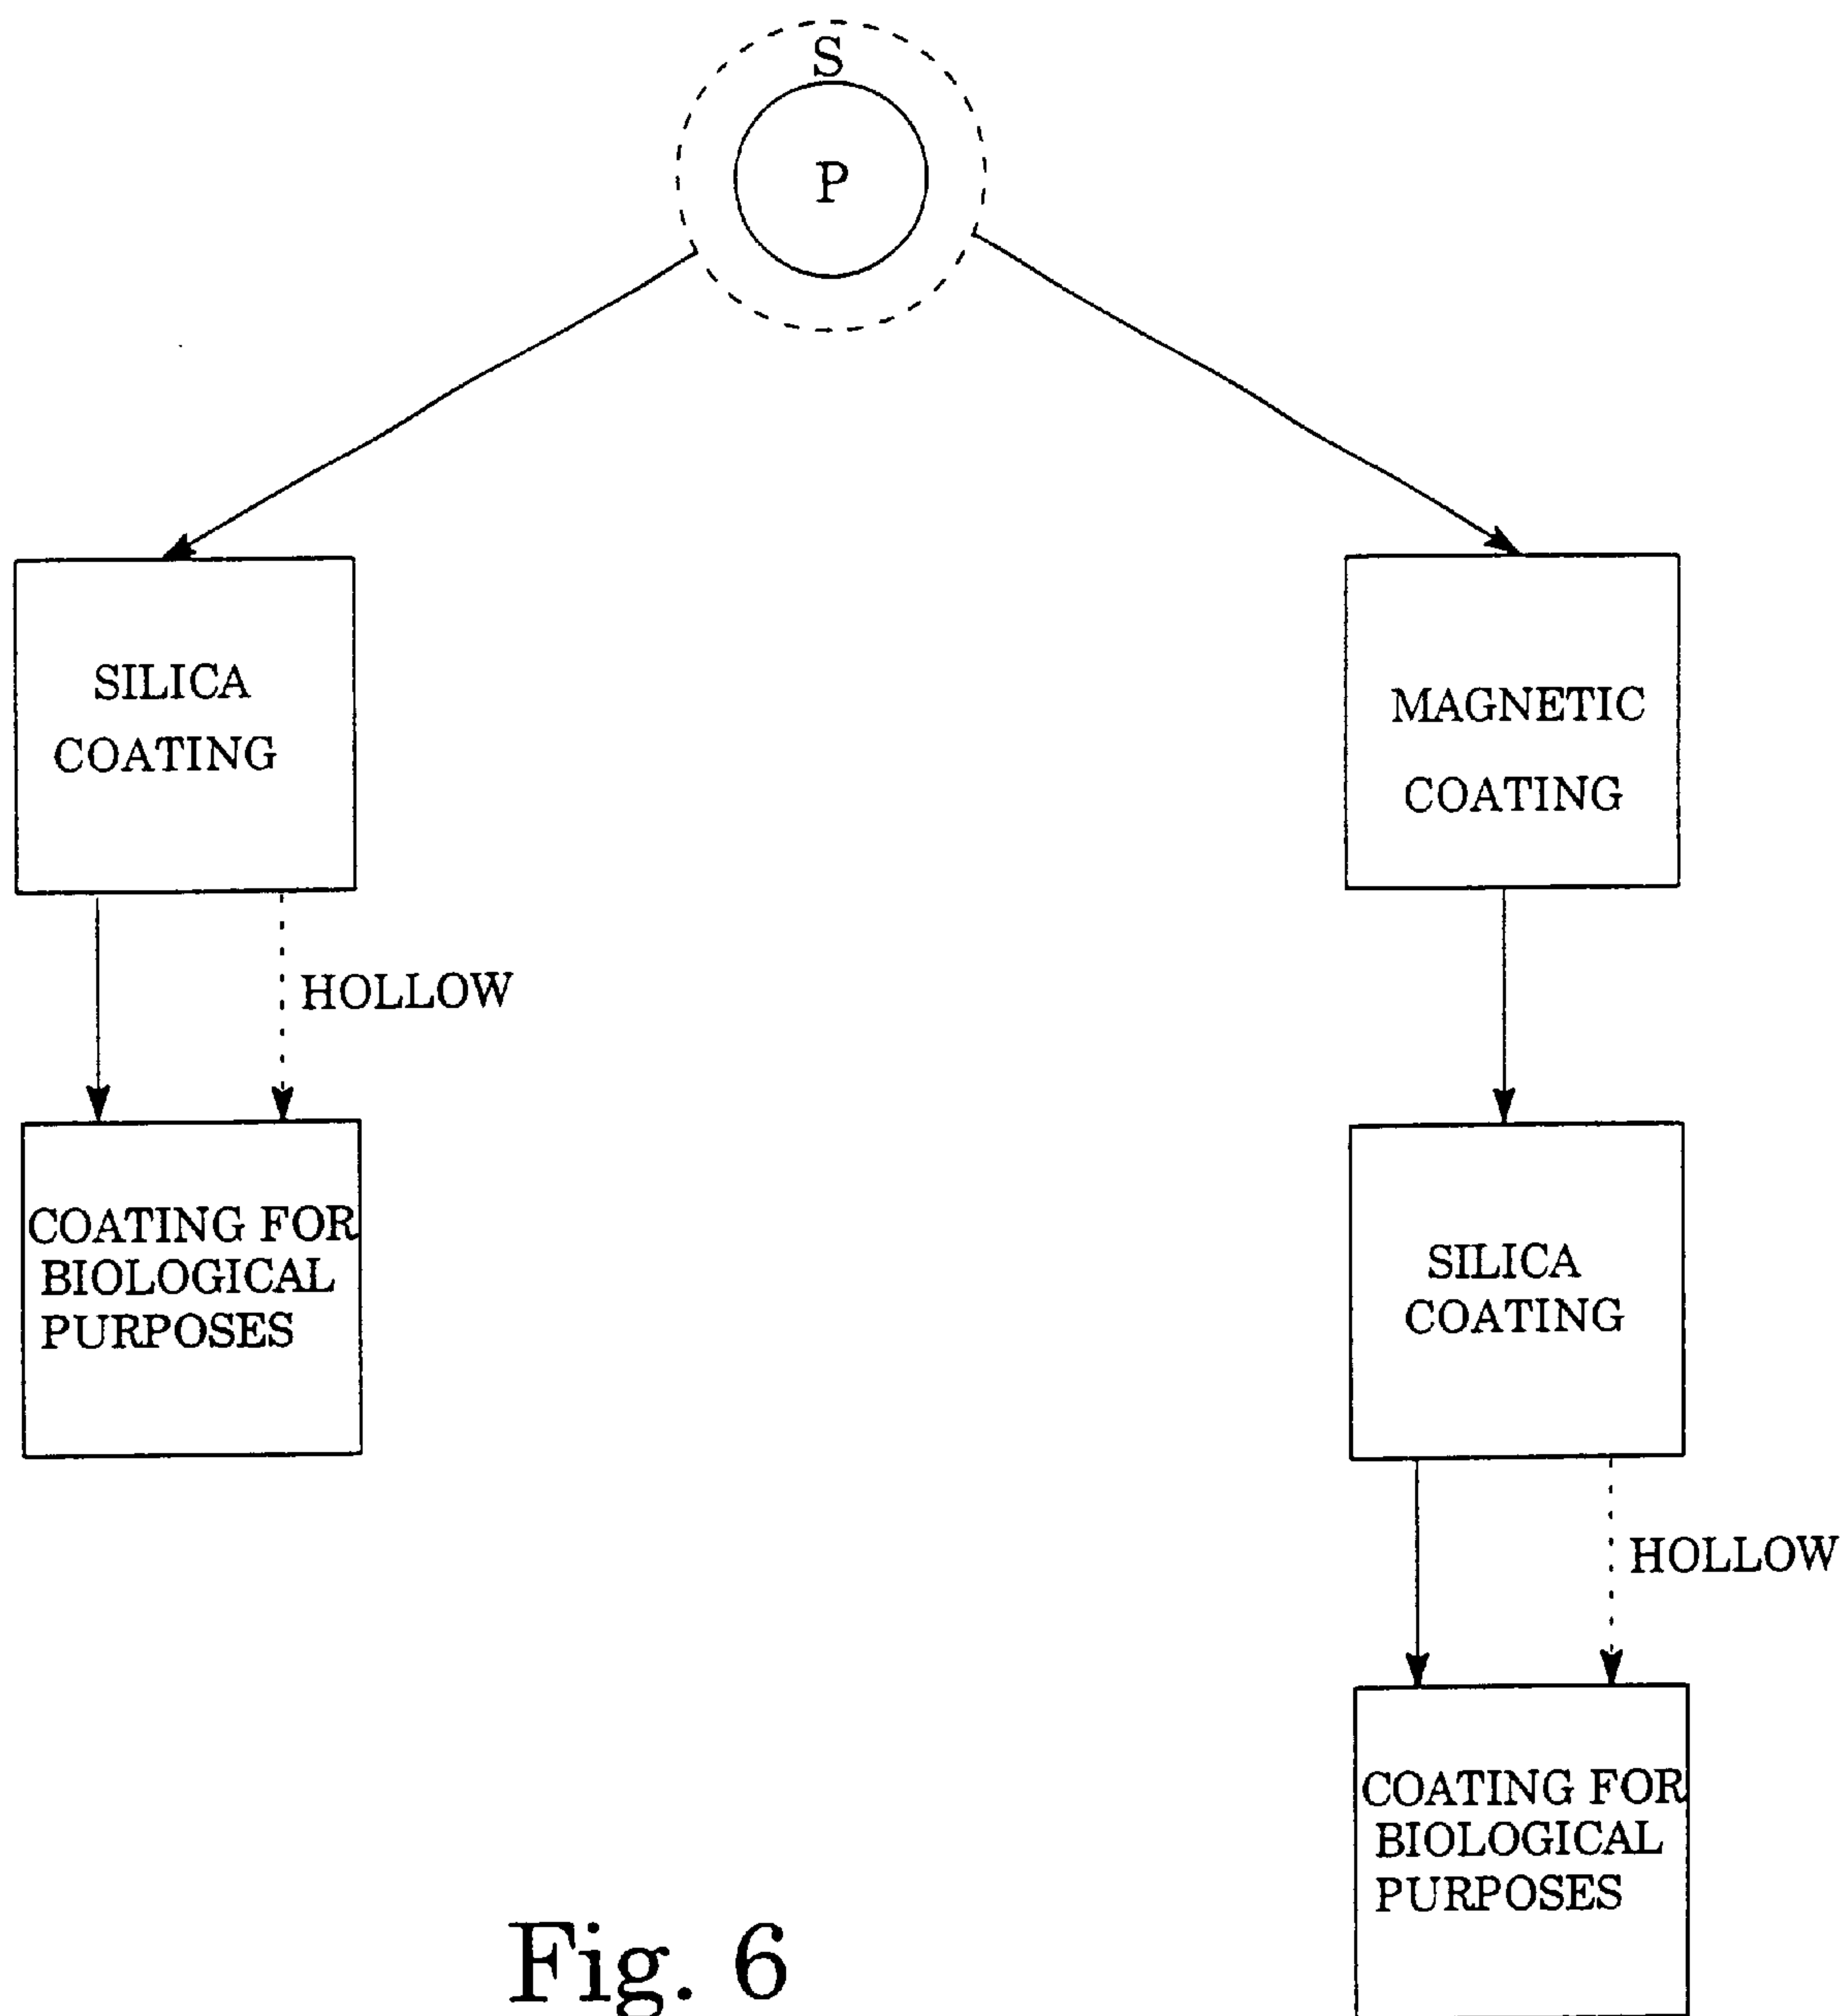 S
P
SILICA
COATING
HOLLOW
COATING FOR
BIOLOGICAL
PURPOSES
MAGNETIC
COATING
SILICA
COATING
HOLLOW
COATING FOR
BIOLOGICAL
PURPOSES
Fig. 6